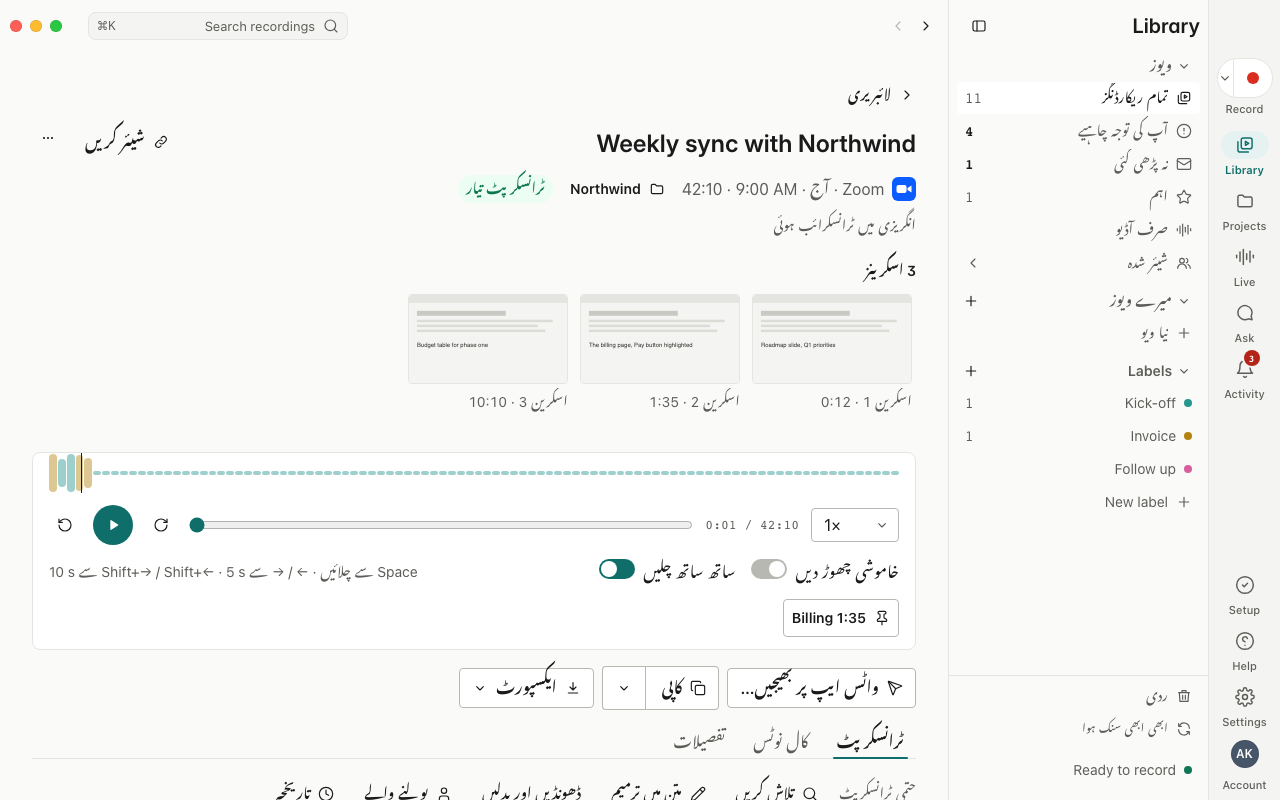 Record
Library
Projects
Live
Ask
3
Activity
Setup
Help
Settings
AK
Account
Library
ویوز
تمام ریکارڈنگز 11
آپ کی توجہ چاہیے 4
نہ پڑھی گئی 1
اہم 1
صرف آڈیو
شیئر شدہ
میرے ویوز
نیا ویو
Labels
Kick-off 1
Invoice 1
Follow up
New label
ردی
ابھی ابھی سنک ہوا
Ready to record
Search recordings ⌘K
لائبریری
Weekly sync with Northwind
شیئر کریں ...
Zoom · آج · 9:00 AM · 42:10 Northwind ٹرانسکرپٹ تیار
انگریزی میں ٹرانسکرائب ہوئی
3 اسکرینز
Roadmap slide, Q1 priorities
The billing page, Pay button highlighted
Budget table for phase one
اسکرین 1 · 0:12
اسکرین 2 · 1:35
اسکرین 3 · 10:10
0:01 / 42:10 1×
خاموشی چھوڑ دیں ساتھ ساتھ چلیں
Space سے چلائیں · ← / → سے 5 s · Shift+← / Shift+→ سے 10 s
Billing 1:35
واٹس ایپ پر بھیجیں... کاپی ایکسپورٹ
ٹرانسکرپٹ کال نوٹس تفصیلات
حتمی ٹرانسکرپٹ تلاش کریں متن میں ترمیم ڈھونڈیں اور بدلیں بولنے والے تاریخچہ